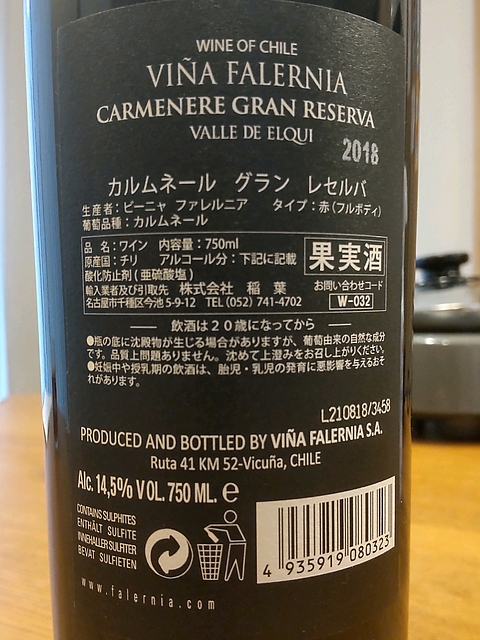 WINE OF CHILE
VIÑA FALERNIA
CARMENERE GRAN RESERVA
VALLE DE ELQUI
2018
カルムネール グラン レセルバ
生産者：ビーニャ ファレルニア タイプ：赤（フルボディ）
葡萄品種：カルムネール
品 名：ワイン 内容量：750ml
原産国：チリ アルコール分：下記に記載
酸化防止剤（亜硫酸塩）
輸入業者及び引取先 株式会社 稲 葉
名古屋市千種区今池5-9-12 TEL（052）741-4702
果実酒
お問い合わせコード
W-032
飲酒は２０歳になってから
●瓶の底に沈殿物が生じる場合がありますが、葡萄由来の自然な成分
です。品質上問題ありません。沈めて上澄みをお召し上がりください。
●妊娠中や授乳期の飲酒は、胎児・乳児の発育に悪影響を与えるおそ
れがあります。
L210818/3458
PRODUCED AND BOTTLED BY VIÑA FALERNIA S.A.
Ruta 41 KM 52-Vicuña, CHILE
Alc. 14,5% VOL. 750 ML. e
CONTAINS SULPHITES
ENTHÄLT SULFITE
INNEHALLER SULFITER
BEVAT SULFIETEN
4 935919 080323
www.falernia.com